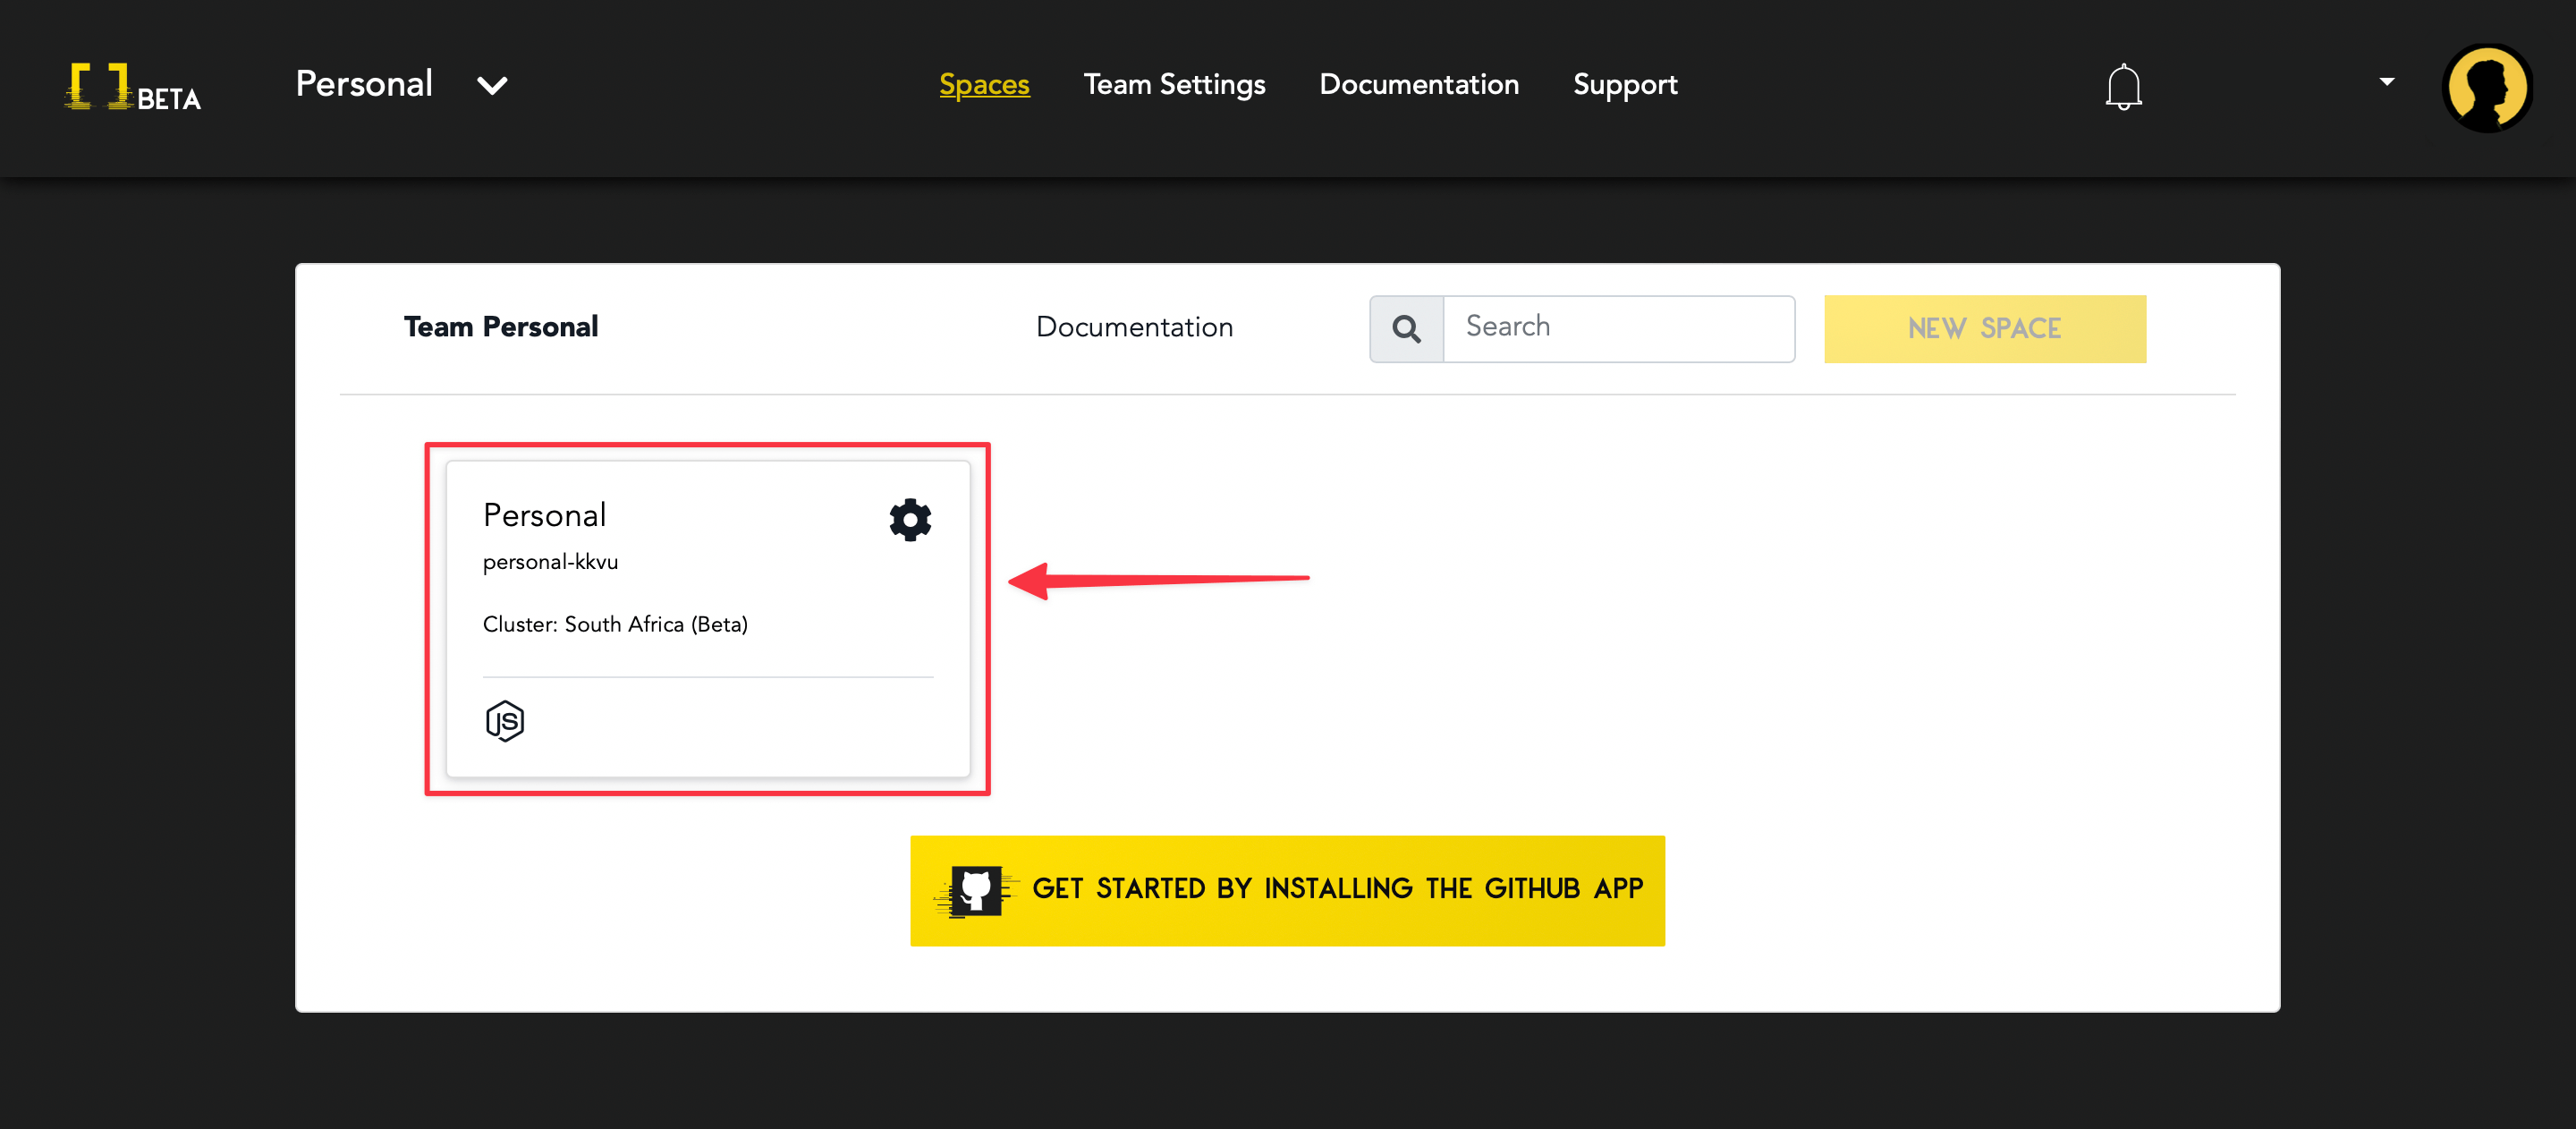 [ ] BETA
Personal
Spaces Team Settings Documentation Support
Team Personal
Documentation
Search
NEW SPACE
Personal
personal-kkvu
Cluster: South Africa (Beta)
JS
GET STARTED BY INSTALLING THE GITHUB APP